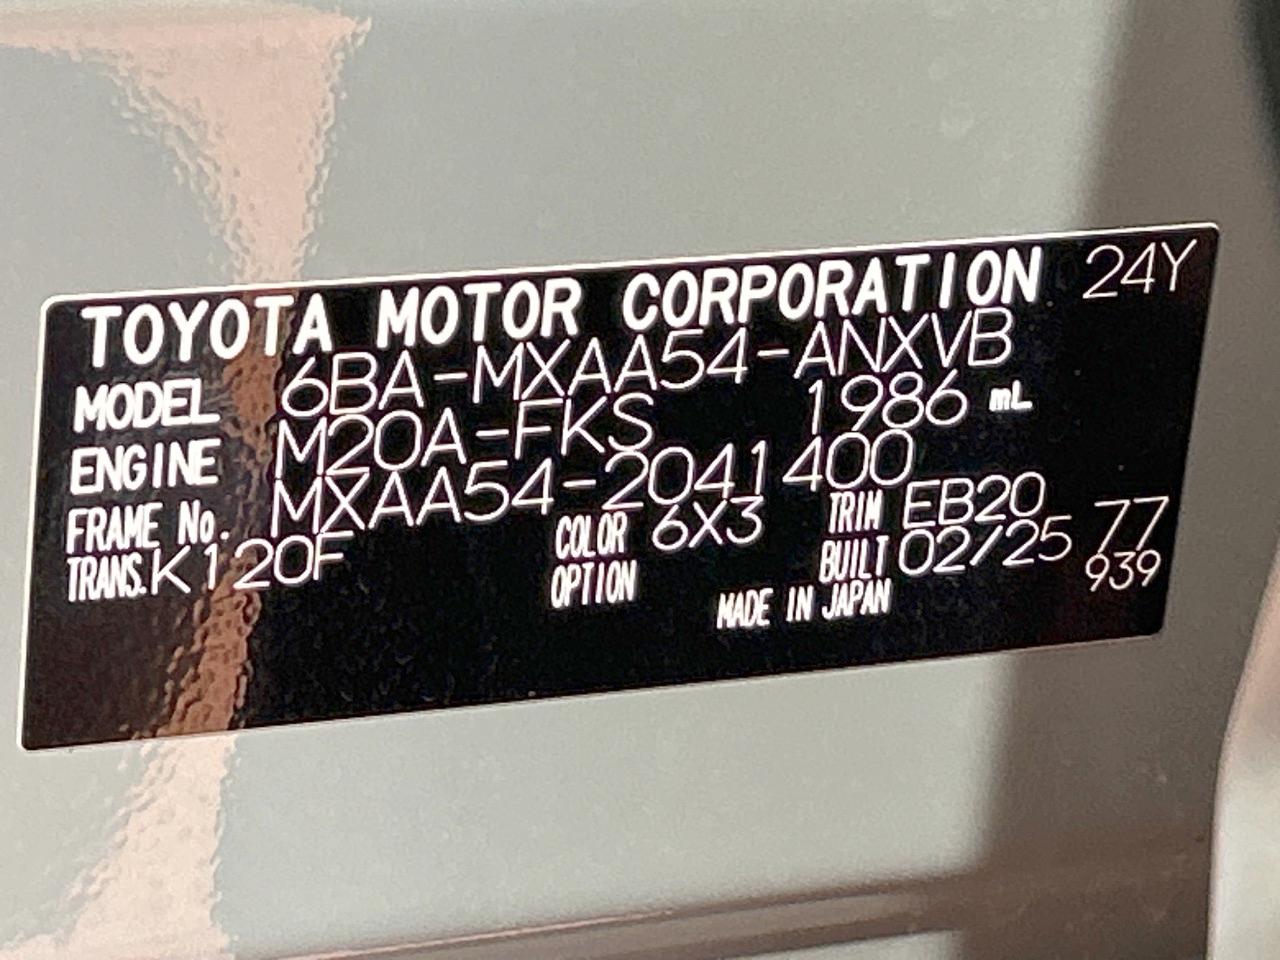 TOYOTA MOTOR CORPORATION 24Y
MODEL 6BA-MXAA54-ANXVB
ENGINE M20A-FKS 1986 mL
FRAME No. MXAA54-2041400
COLOR 6X3 TRIM EB20 77
TRANS. K120F OPTION BUILT 02/25 939
MADE IN JAPAN